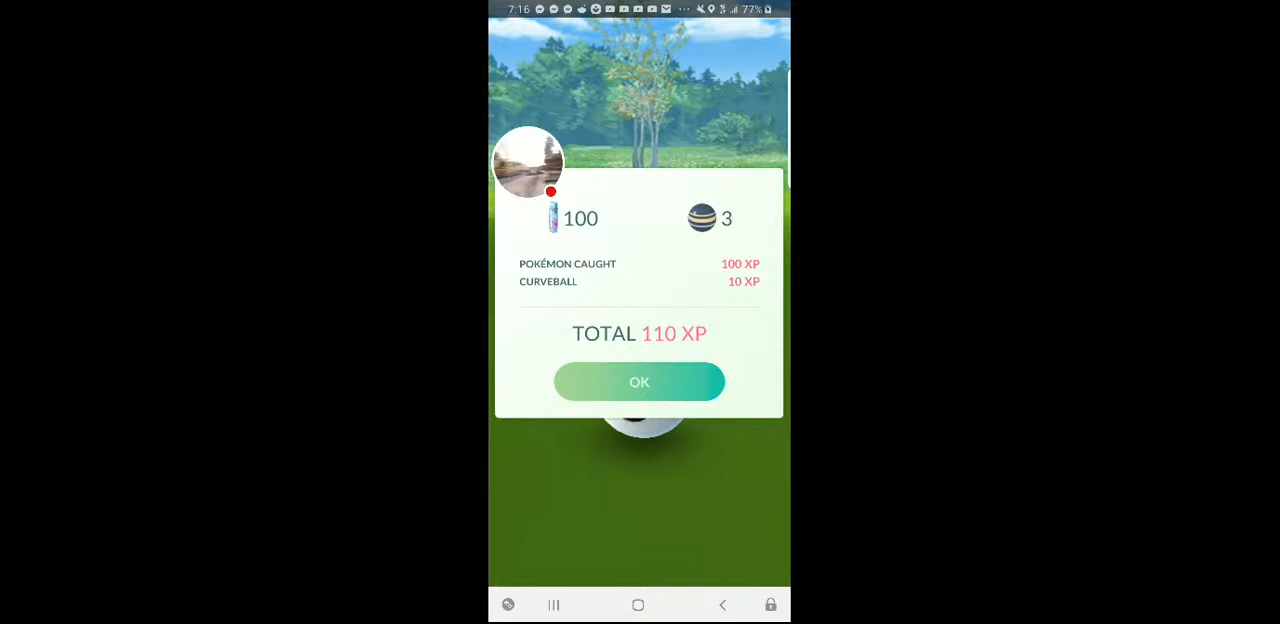 7:16 77%
100 3
POKÉMON CAUGHT 100 XP
CURVEBALL 10 XP
TOTAL 110 XP
OK